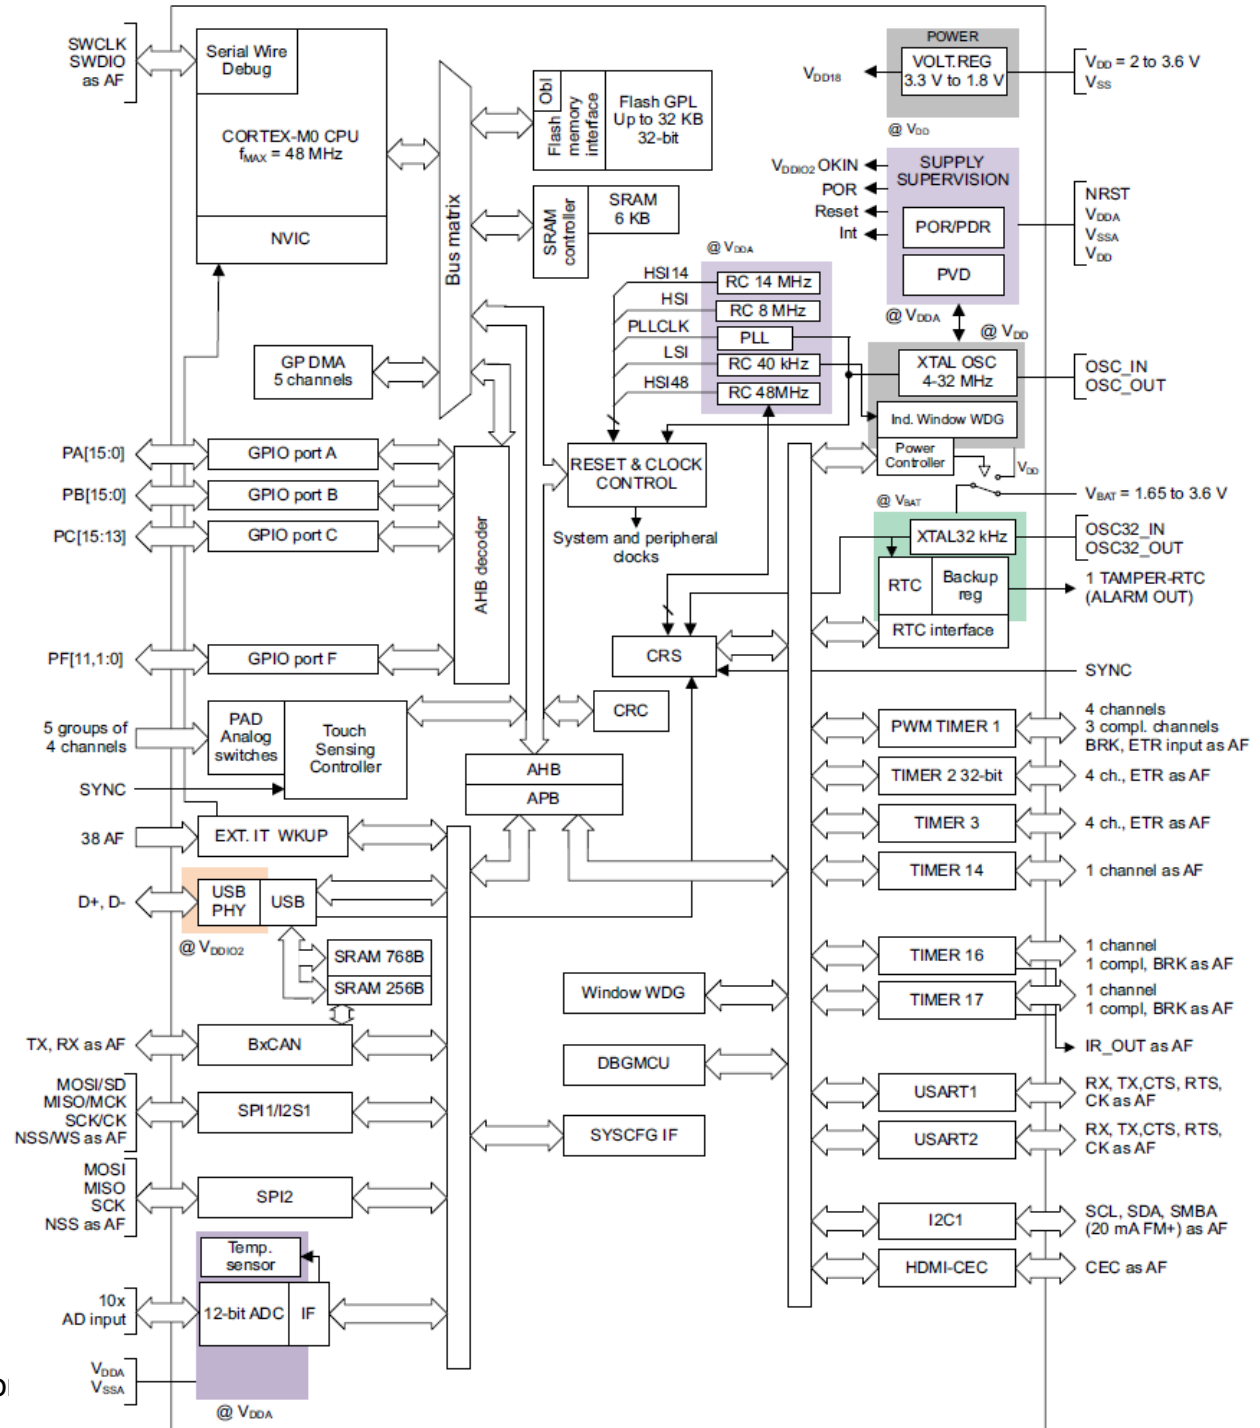 SWCLK
SWDIO
as AF
Serial Wire
Debug
CORTEX-M0 CPU
fMAX = 48 MHz
NVIC
Bus matrix
Obl
Flash
memory
interface
Flash GPL
Up to 32 KB
32-bit
SRAM
controller
SRAM
6 KB
POWER
VOLT.REG
3.3 V to 1.8 V
VDD18
VDD = 2 to 3.6 V
VSS
@ VDD
VDDIO2 OKIN
POR
Reset
Int
SUPPLY
SUPERVISION
POR/PDR
PVD
NRST
VDDA
VSSA
VDD
@ VDDA
@ VDD
@ VDDA
HSI14
HSI
PLLCLK
LSI
HSI48
RC 14 MHz
RC 8 MHz
PLL
RC 40 kHz
RC 48MHz
XTAL OSC
4-32 MHz
OSC_IN
OSC_OUT
Ind. Window WDG
Power
Controller
VDD
VBAT = 1.65 to 3.6 V
@ VBAT
GP DMA
5 channels
PA[15:0]
GPIO port A
PB[15:0]
GPIO port B
PC[15:13]
GPIO port C
PF[11,1:0]
GPIO port F
AHB decoder
RESET & CLOCK
CONTROL
System and peripheral
clocks
XTAL32 kHz
OSC32_IN
OSC32_OUT
RTC
Backup
reg
RTC interface
1 TAMPER-RTC
(ALARM OUT)
CRS
SYNC
CRC
5 groups of
4 channels
PAD
Analog
switches
Touch
Sensing
Controller
SYNC
AHB
APB
38 AF
EXT. IT WKUP
D+, D-
USB
PHY
USB
@ VDDIO2
SRAM 768B
SRAM 256B
TX, RX as AF
BxCAN
MOSI/SD
MISO/MCK
SCK/CK
NSS/WS as AF
SPI1/I2S1
MOSI
MISO
SCK
NSS as AF
SPI2
Temp.
sensor
10x
AD input
12-bit ADC
IF
VDDA
VSSA
@ VDDA
Window WDG
DBGMCU
SYSCFG IF
PWM TIMER 1
4 channels
3 compl. channels
BRK, ETR input as AF
TIMER 2 32-bit
4 ch., ETR as AF
TIMER 3
4 ch., ETR as AF
TIMER 14
1 channel as AF
TIMER 16
1 channel
1 compl, BRK as AF
TIMER 17
1 channel
1 compl, BRK as AF
IR_OUT as AF
USART1
RX, TX,CTS, RTS,
CK as AF
USART2
RX, TX,CTS, RTS,
CK as AF
I2C1
SCL, SDA, SMBA
(20 mA FM+) as AF
HDMI-CEC
CEC as AF